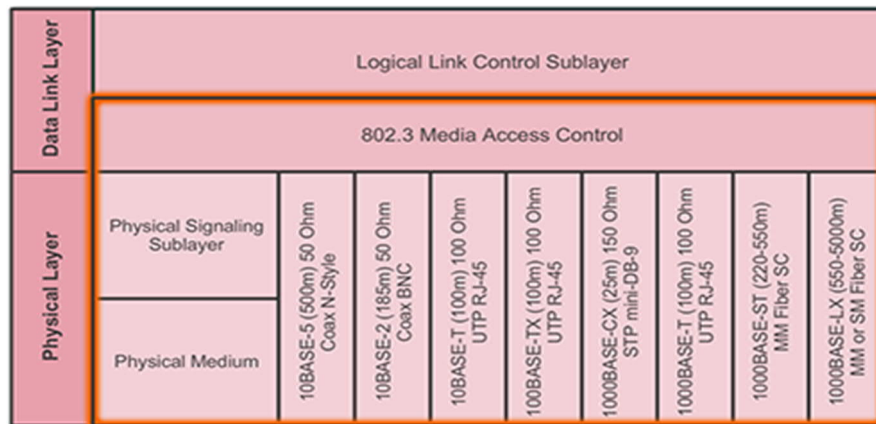 Data Link Layer
Logical Link Control Sublayer
802.3 Media Access Control
Physical Layer
Physical Signaling
Sublayer
Physical Medium
10BASE-5 (500m) 50 Ohm
Coax N-Style
10BASE-2 (185m) 50 Ohm
Coax BNC
10BASE-T (100m) 100 Ohm
UTP RJ-45
100BASE-TX (100m) 100 Ohm
UTP RJ-45
1000BASE-CX (25m) 150 Ohm
STP mini-DB-9
1000BASE-T (100m) 100 Ohm
UTP RJ-45
1000BASE-ST (220-550m)
MM Fiber SC
1000BASE-LX (550-5000m)
MM or SM Fiber SC